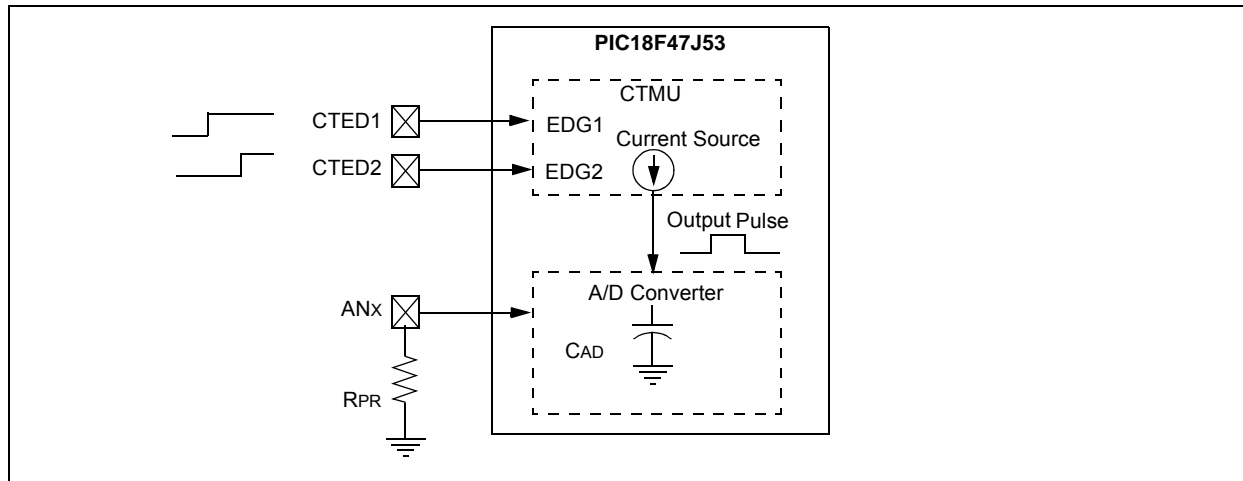 PIC18F47J53
CTMU
CTED1
EDG1
Current Source
CTED2
EDG2
Output Pulse
A/D Converter
ANX
CAD
RPR